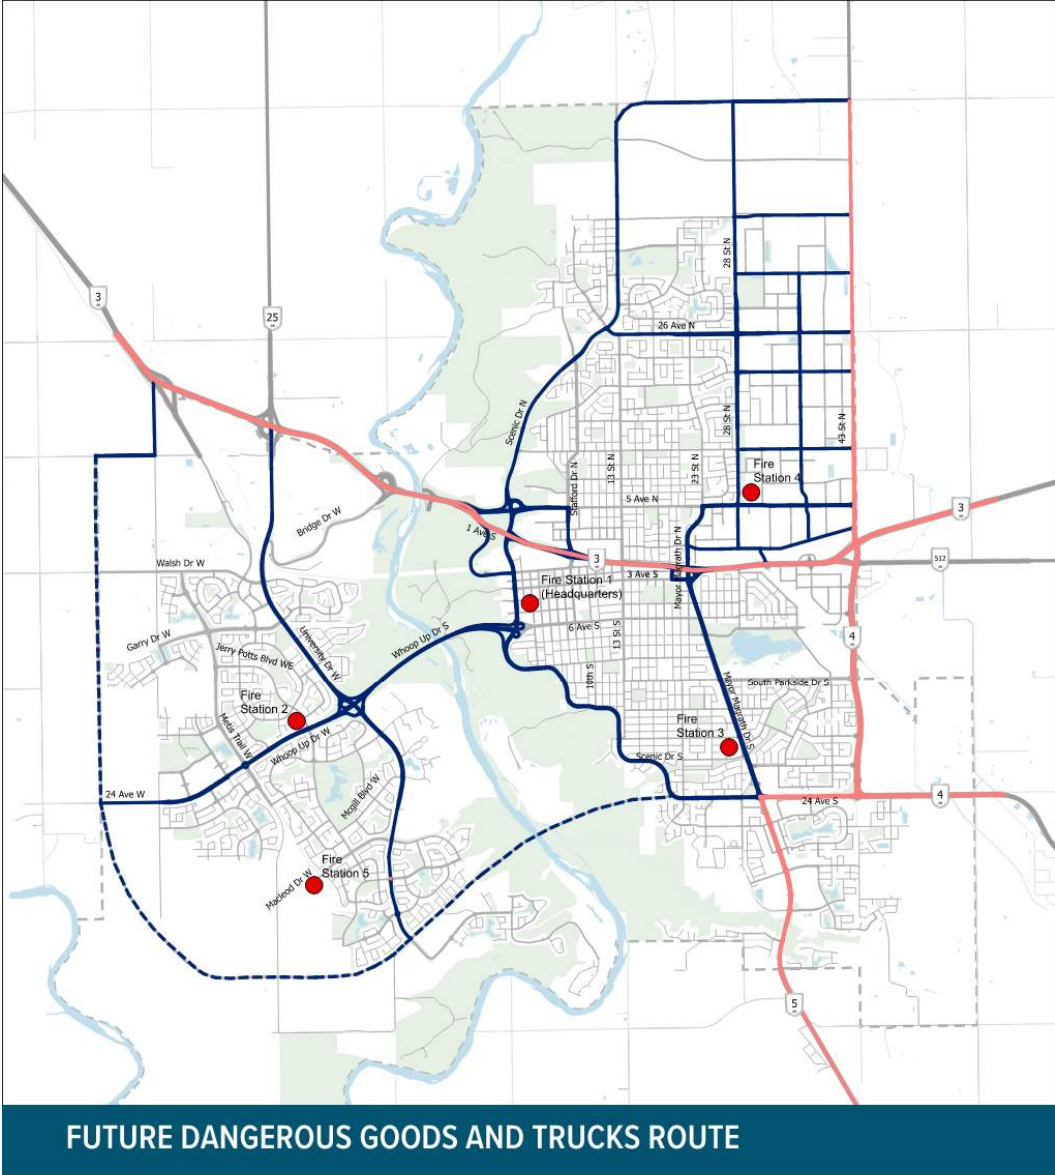 3
25
28 St N
26 Ave N
Scenic Dr N
28 St N
43 St N
13 St N
23 St N
Stafford Dr N
Fire
Station 4
5 Ave N
Bridge Dr W
3
1 Ave S
Mayor Magrath Dr N
3
512
Walsh Dr W
3 Ave S
Fire Station 1
(Headquarters)
Garry Dr W
University Dr W
Whoop Up Dr S
6 Ave S
13 St S
4
Jerry Potts Blvd WE
10th S
South Parkside Dr S
Fire
Station 2
Metis Trail W
Whoop Up Dr W
Fire
Station 3
Mayor Magrath Dr S
Scenic Dr S
24 Ave W
Mcgill Blvd W
24 Ave S
4
Fire
Station 5
Macleod Dr W
5
FUTURE DANGEROUS GOODS AND TRUCKS ROUTE